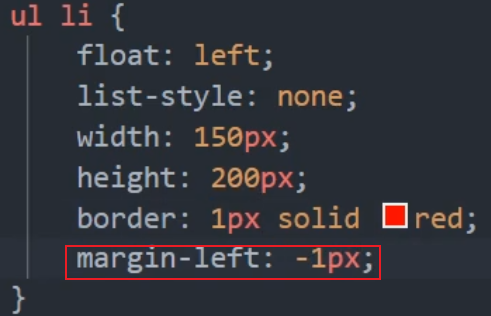 ul li {
float: left;
list-style: none;
width: 150px;
height: 200px;
border: 1px solid red;
margin-left: -1px;
}